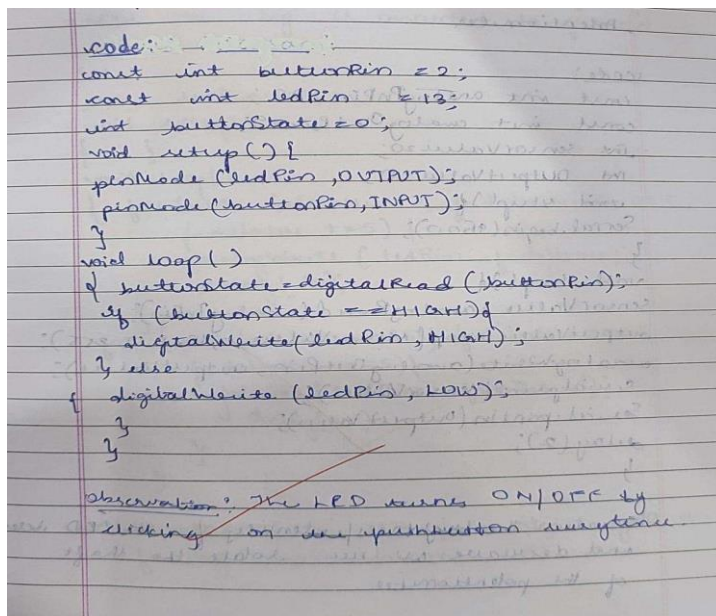 code:
const int buttonPin = 2;
const int ledPin = 13;
int buttonState = 0;
void setup() {
pinMode (ledPin, OUTPUT);
pinMode (buttonPin, INPUT);
}
void loop()
{ buttonState = digitalRead (buttonPin);
if (buttonState == HIGH) {
digitalWrite( ledPin, HIGH);
} else
{ digitalWrite (ledPin, LOW);
}
}
observation: The LED turns ON/OFF by
clicking on the pushbutton everytime.